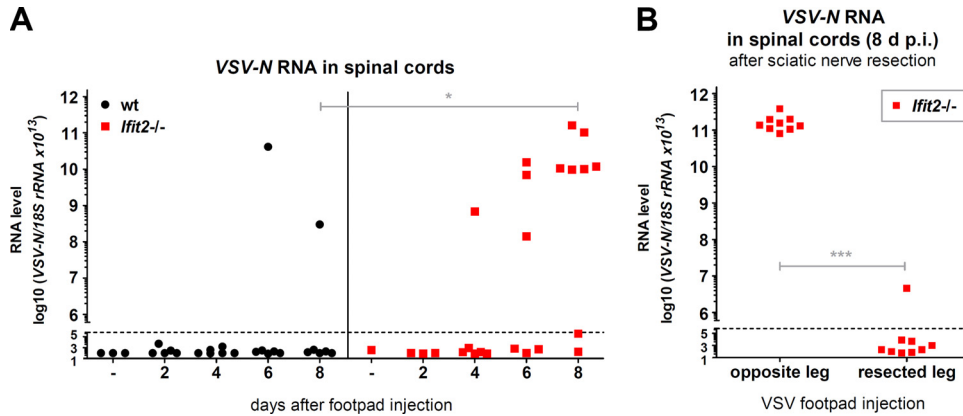 A
VSV-N RNA in spinal cords
wt
Ifit2-/-
*
RNA level
log10 (VSV-N/18S rRNA x10^13)
12
11
10
9
8
7
6
5
3
1
- 2 4 6 8 - 2 4 6 8
days after footpad injection
B
VSV-N RNA
in spinal cords (8 d p.i.)
after sciatic nerve resection
Ifit2-/-
***
RNA level
log10 (VSV-N/18S rRNA x10^13)
12
11
10
9
8
7
6
5
3
1
opposite leg resected leg
VSV footpad injection